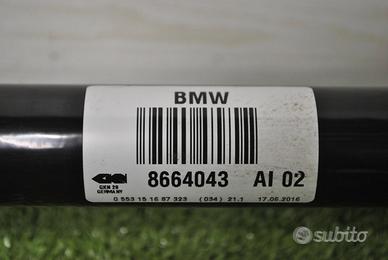 BMW
8664043 AI 02
GKN 28
GERMANY
0 553 15 16 87 323 (034) 21.1 17.06.2016
subito